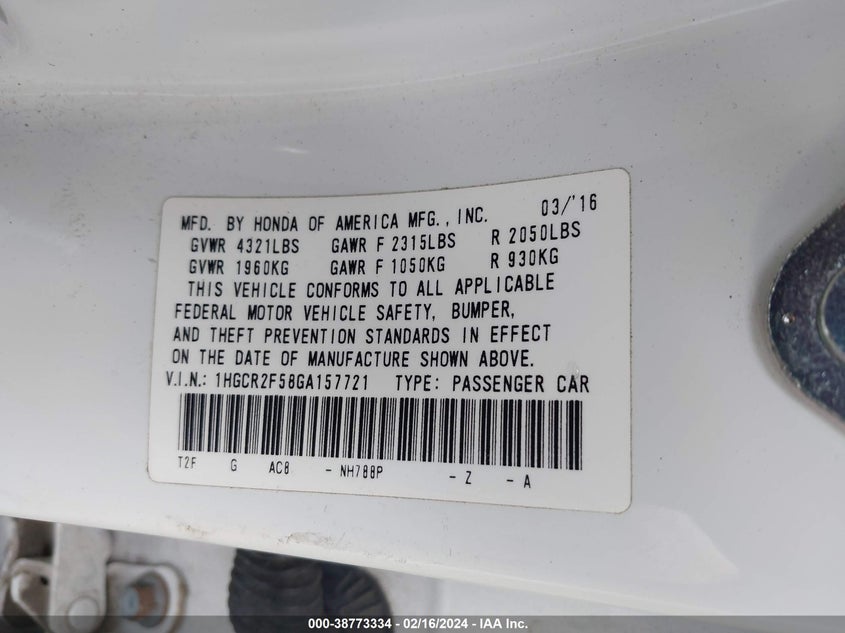 MFD. BY HONDA OF AMERICA MFG., INC. 03/'16
GVWR 4321LBS GAWR F 2315LBS R 2050LBS
GVWR 1960KG GAWR F 1050KG R 930KG
THIS VEHICLE CONFORMS TO ALL APPLICABLE
FEDERAL MOTOR VEHICLE SAFETY, BUMPER,
AND THEFT PREVENTION STANDARDS IN EFFECT
ON THE DATE OF MANUFACTURE SHOWN ABOVE.
V.I.N.: 1HGCR2F58GA157721 TYPE: PASSENGER CAR
T2F G AC8 - NH788P - Z - A
000-38773334 - 02/16/2024 - IAA Inc.